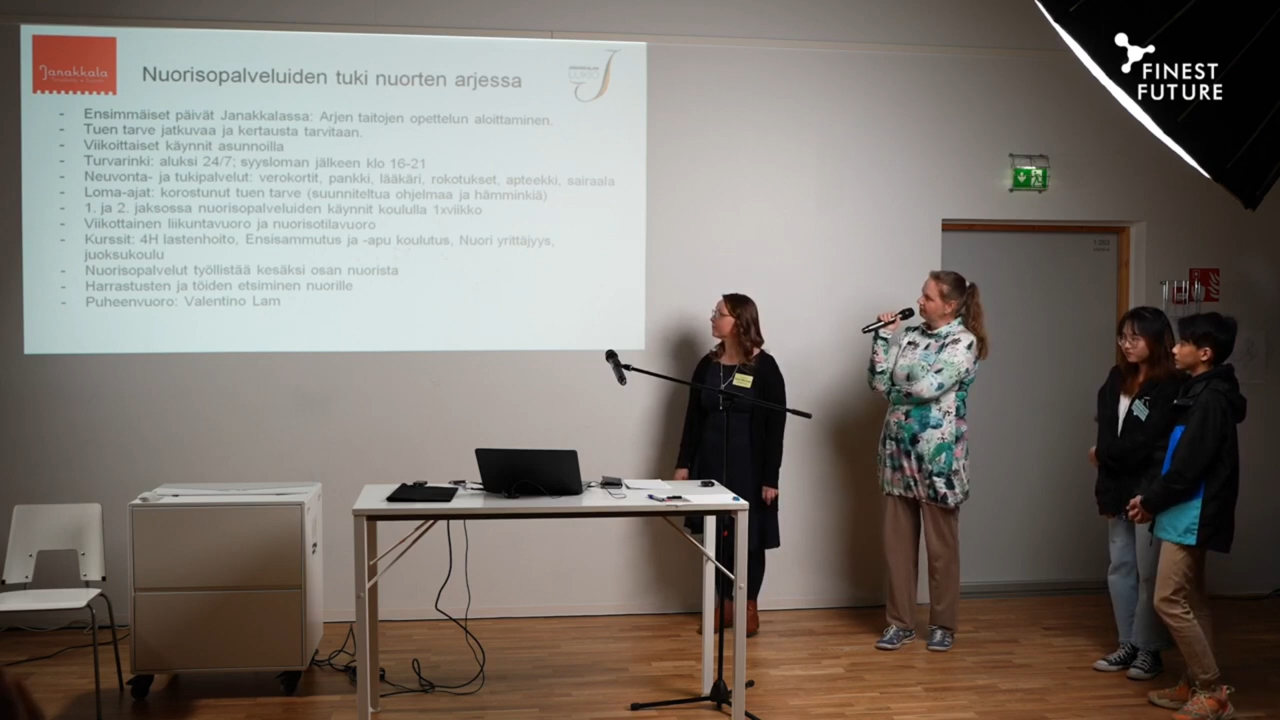 Janakkala
Nuorisopalveluiden tuki nuorten arjessa
LUKIO
- Ensimmäiset päivät Janakkalassa: Arjen taitojen opettelun aloittaminen.
- Tuen tarve jatkuvaa ja kertausta tarvitaan.
- Viikoittaiset käynnit asunnoilla
- Turvarinki: aluksi 24/7; syysloman jälkeen klo 16-21
- Neuvonta- ja tukipalvelut: verokortit, pankki, lääkäri, rokotukset, apteekki, sairaala
- Loma-ajat: korostunut tuen tarve (suunniteltua ohjelmaa ja hämminkiä)
- 1. ja 2. jaksossa nuorisopalveluiden käynnit koululla 1xviikko
- Viikottainen liikuntavuoro ja nuorisotilavuoro
- Kurssit: 4H lastenhoito, Ensisammutus ja -apu koulutus, Nuori yrittäjyys,
juoksukoulu
- Nuorisopalvelut työllistää kesäksi osan nuorista
- Harrastusten ja töiden etsiminen nuorille
- Puheenvuoro: Valentino Lam
FINEST
FUTURE